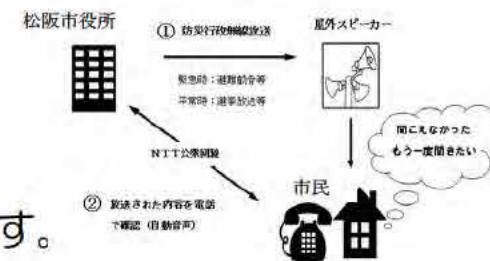 松阪市役所
① 防災行政無線放送
屋外スピーカー
緊急時：避難勧告等
平常時：選挙放送等
聞こえなかった
もう一度聞きたい
NTT公衆回線
市民
② 放送された内容を電話
で確認（自動音声）
す。